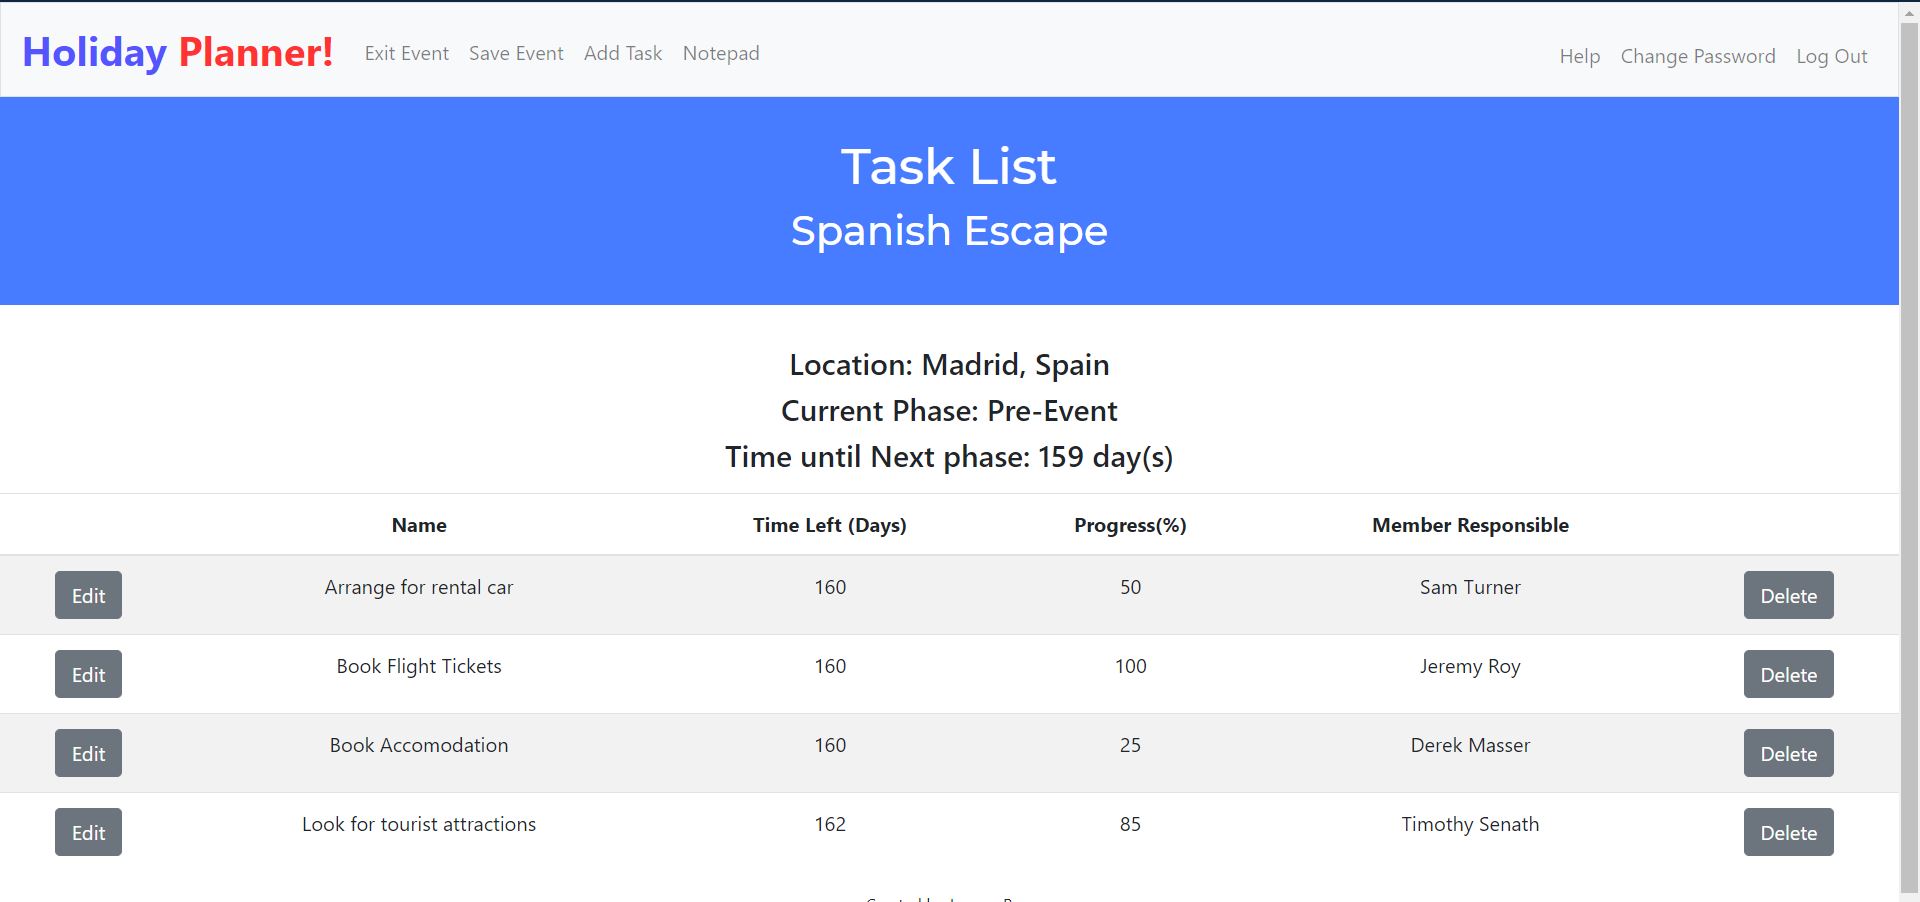 Holiday Planner! Exit Event Save Event Add Task Notepad Help Change Password Log Out
Task List
Spanish Escape
Location: Madrid, Spain
Current Phase: Pre-Event
Time until Next phase: 159 day(s)
Name Time Left (Days) Progress(%) Member Responsible
Edit Arrange for rental car 160 50 Sam Turner Delete
Edit Book Flight Tickets 160 100 Jeremy Roy Delete
Edit Book Accomodation 160 25 Derek Masser Delete
Edit Look for tourist attractions 162 85 Timothy Senath Delete